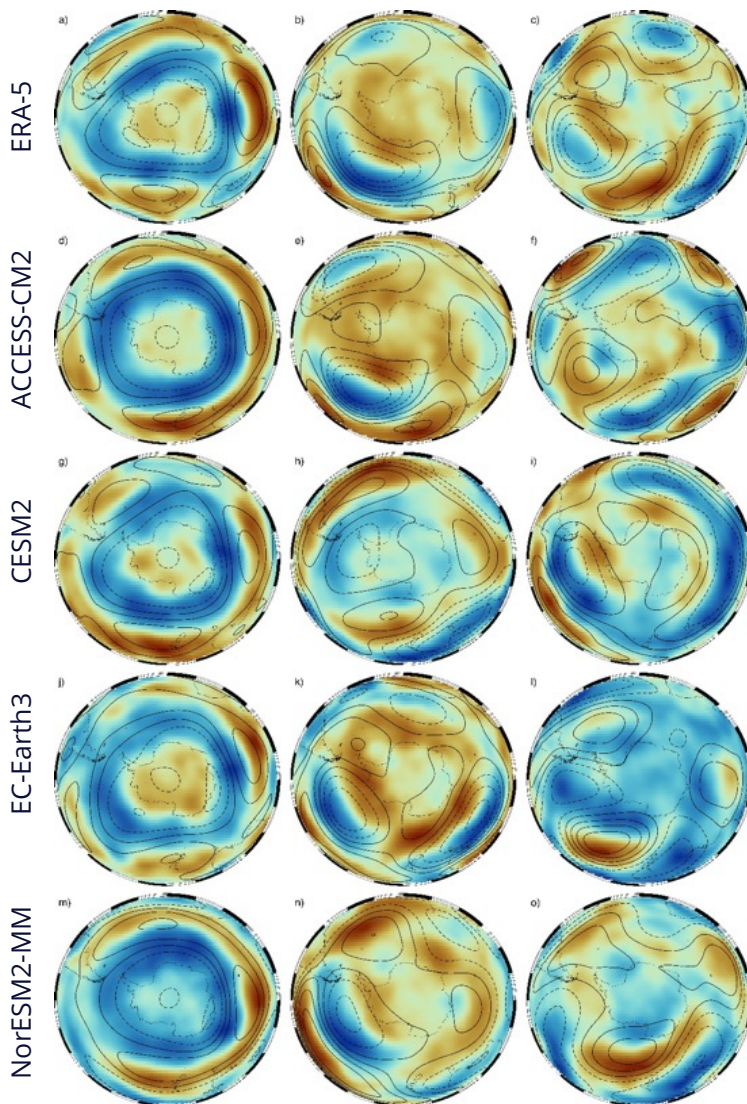 a)
b)
c)
ERA-5
d)
e)
f)
ACCESS-CM2
g)
h)
i)
CESM2
j)
k)
l)
EC-Earth3
m)
n)
o)
NorESM2-MM